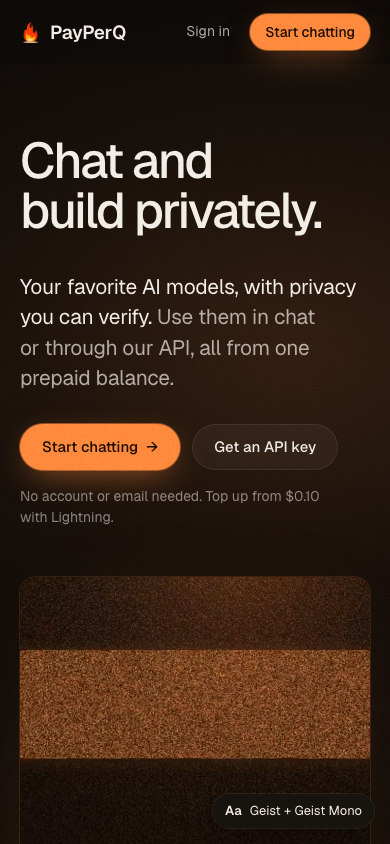 PayPerQ
Sign in
Start chatting
Chat and
build privately.
Your favorite AI models, with privacy
you can verify. Use them in chat
or through our API, all from one
prepaid balance.
Start chatting →
Get an API key
No account or email needed. Top up from $0.10
with Lightning.
Aa Geist + Geist Mono